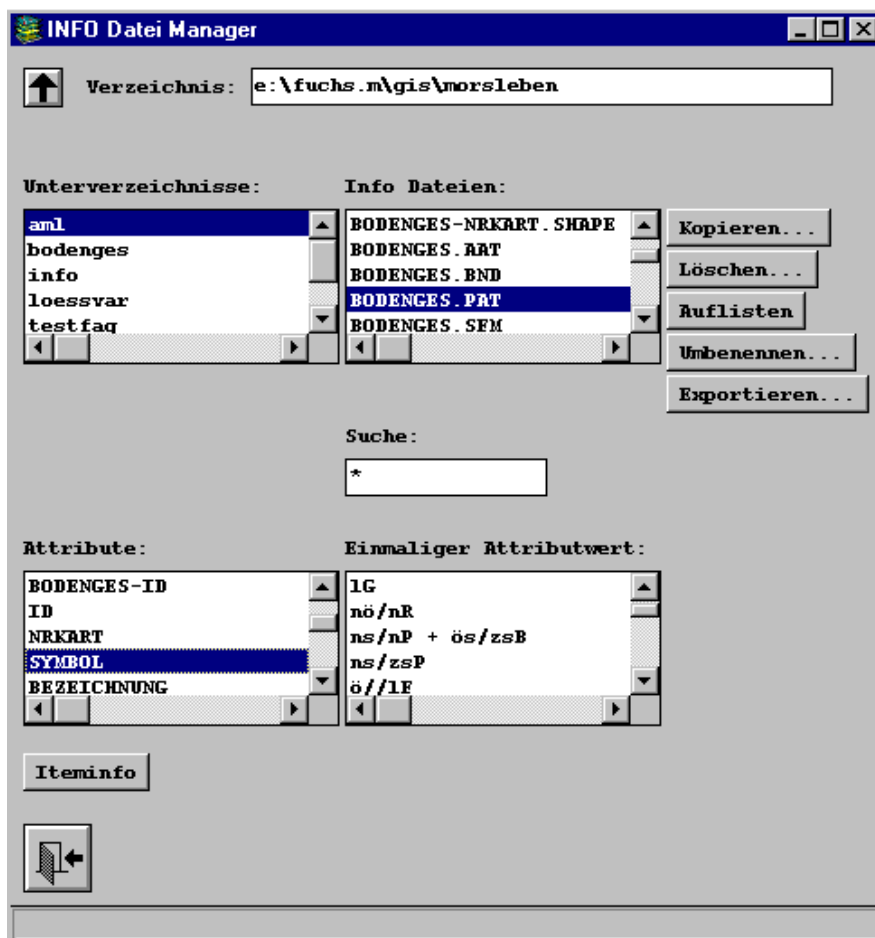 INFO Datei Manager
Verzeichnis: e:\fuchs.m\gis\morsleben
Unterverzeichnisse:
aml
bodenges
info
loessvar
testfaq
Info Dateien:
BODENGES-NRKART.SHAPE
BODENGES.AAT
BODENGES.BND
BODENGES.PAT
BODENGES.SFM
Kopieren...
Löschen...
Auflisten
Umbenennen...
Exportieren...
Suche:
*
Attribute:
BODENGES-ID
ID
NRKART
SYMBOL
BEZEICHNUNG
Einmaliger Attributwert:
lG
nö/nR
ns/nP + ös/zsB
ns/zsP
ö//lF
Iteminfo